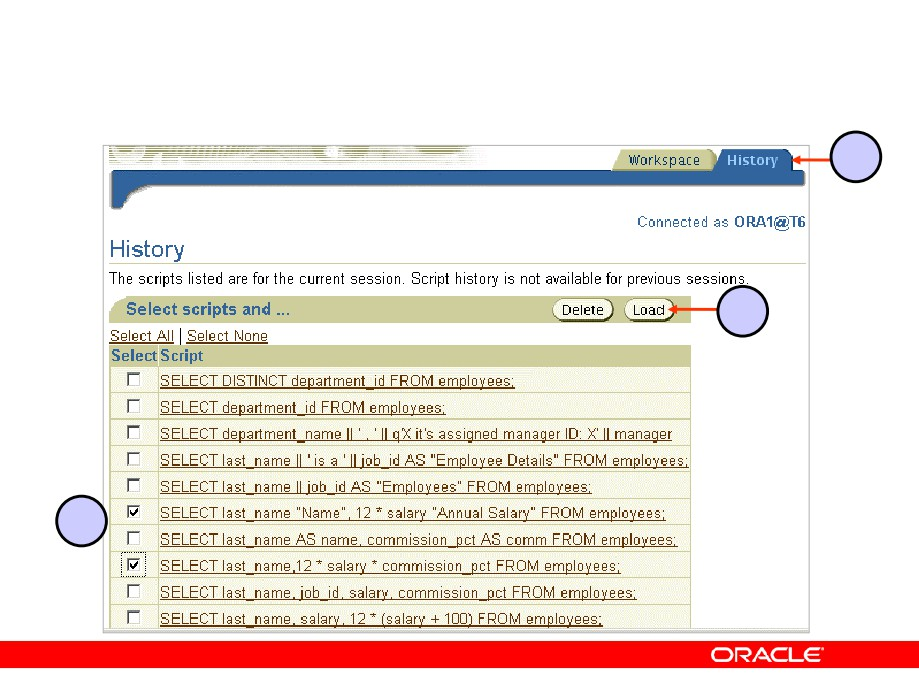 Workspace History
Connected as ORA1@T6
History
The scripts listed are for the current session. Script history is not available for previous sessions.
Select scripts and ... Delete Load
Select All | Select None
Select Script
SELECT DISTINCT department_id FROM employees;
SELECT department_id FROM employees;
SELECT department_name || ' , ' || q'X it's assigned manager ID: X' || manager
SELECT last_name || ' is a ' || job_id AS "Employee Details" FROM employees;
SELECT last_name || job_id AS "Employees" FROM employees;
SELECT last_name "Name", 12 * salary "Annual Salary" FROM employees;
SELECT last_name AS name, commission_pct AS comm FROM employees;
SELECT last_name,12 * salary * commission_pct FROM employees;
SELECT last_name, job_id, salary, commission_pct FROM employees;
SELECT last_name, salary, 12 * (salary + 100) FROM employees;
ORACLE